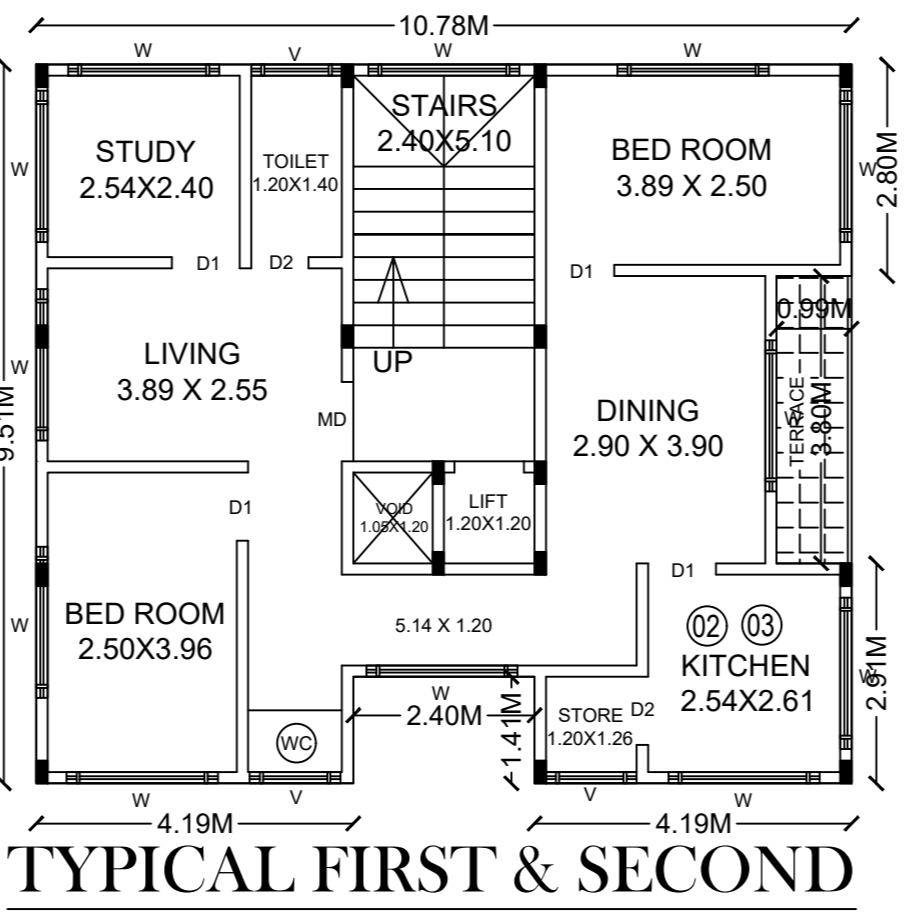 10.78M
W
V
W
W
STUDY
2.54X2.40
TOILET
1.20X1.40
STAIRS
2.40X5.10
BED ROOM
3.89 X 2.50
W
W
2.80M
D1
D2
D1
0.99M
LIVING
3.89 X 2.55
UP
W
MD
DINING
2.90 X 3.90
W
TERRACE
3.80M
9.51M
D1
VOID
1.05X1.20
LIFT
1.20X1.20
D1
BED ROOM
2.50X3.96
W
5.14 X 1.20
02
03
KITCHEN
2.54X2.61
W
2.91M
W
2.40M
1.41M
STORE
1.20X1.26
D2
WC
W
V
V
W
4.19M
4.19M
TYPICAL FIRST & SECOND